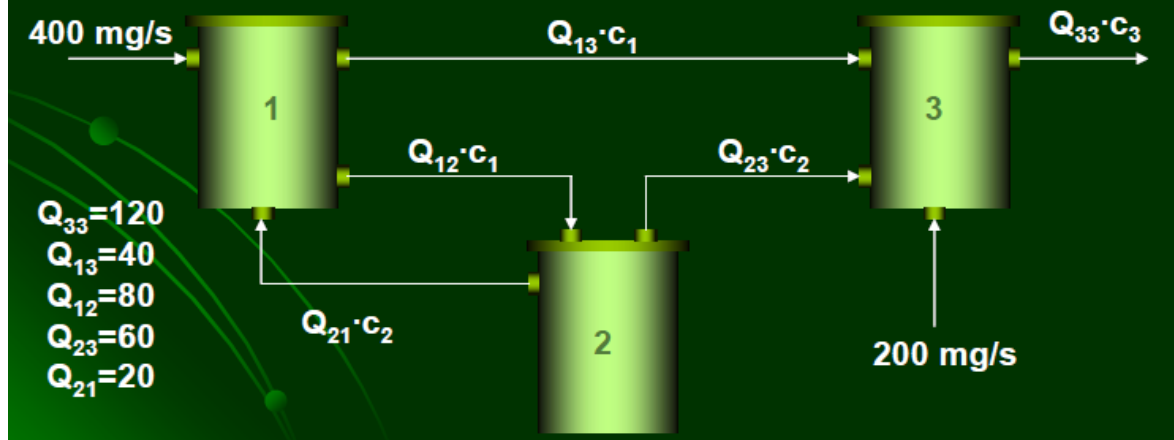 400 mg/s
Q₁₃·c₁
Q₃₃·c₃
1
3
Q₁₂·c₁
Q₂₃·c₂
Q₃₃=120
Q₁₃=40
Q₁₂=80
Q₂₃=60
Q₂₁=20
Q₂₁·c₂
2
200 mg/s